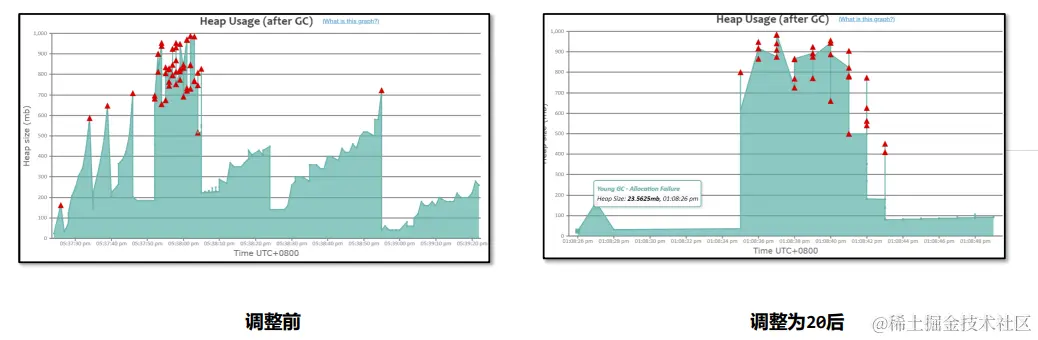 Heap Usage (after GC) (What is this graph?)
1,000
900
800
700
600
500
400
300
200
100
0
Heap size (mb)
05:37:30 pm 05:37:40 pm 05:37:50 pm 05:38:00 pm 05:38:10 pm 05:38:20 pm 05:38:30 pm 05:38:40 pm 05:38:50 pm 05:39:00 pm 05:39:10 pm 05:39:20 pm
Time UTC+0800
调整前
Heap Usage (after GC) (What is this graph?)
1,000
900
800
700
600
500
400
300
200
100
0
Heap size (mb)
Young GC - Allocation Failure
Heap Size: 23.5625mb, 01:08:26 pm
01:08:26 pm 01:08:28 pm 01:08:30 pm 01:08:32 pm 01:08:34 pm 01:08:36 pm 01:08:38 pm 01:08:40 pm 01:08:42 pm 01:08:44 pm 01:08:46 pm 01:08:48 pm
Time UTC+0800
调整为20后
@稀土掘金技术社区